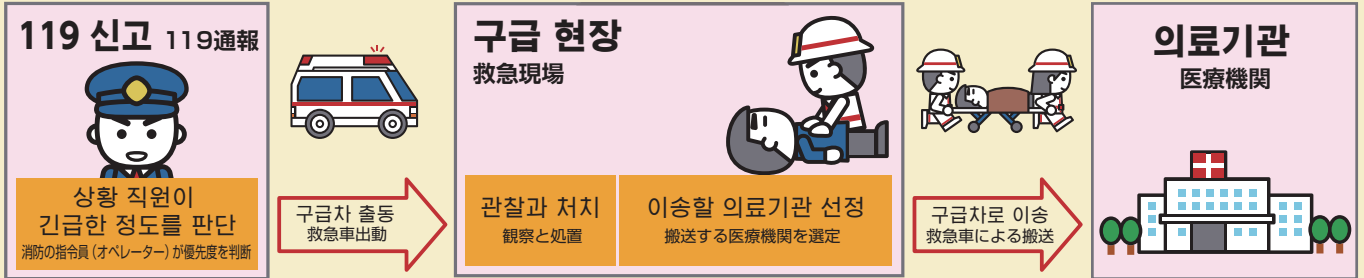 119 신고 119通報
상황 직원이
긴급한 정도를 판단
消防の指令員(オペレーター)が優先度を判断
구급차 출동
救急車出動
구급 현장
救急現場
관찰과 처치
観察と処置
이송할 의료기관 선정
搬送する医療機関を選定
구급차로 이송
救急車による搬送
의료기관
医療機関